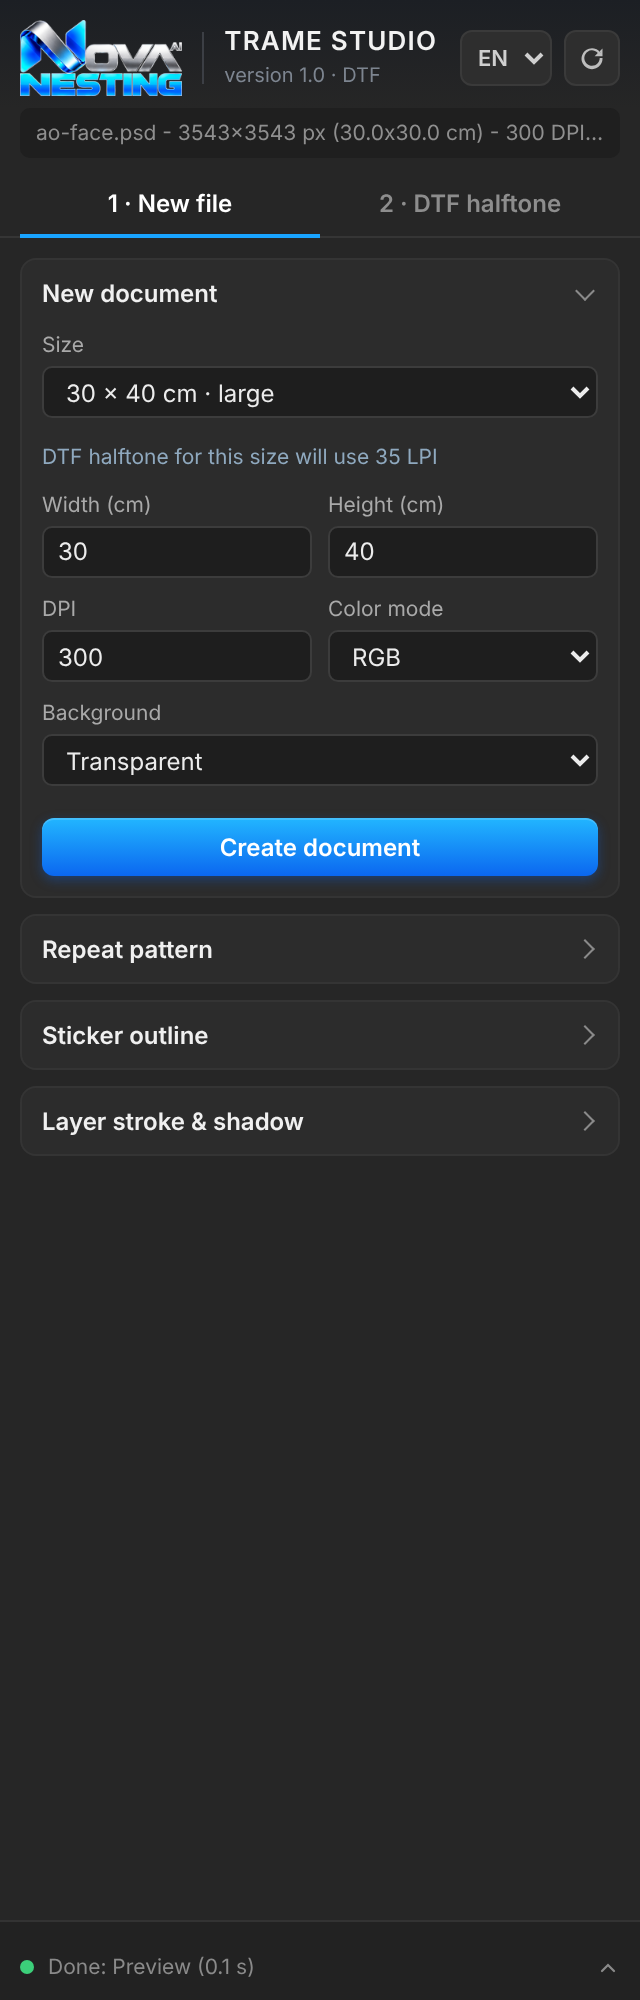 NOVA AI
NESTING
TRAME STUDIO
version 1.0 · DTF
EN
ao-face.psd - 3543×3543 px (30.0x30.0 cm) - 300 DPI...
1 · New file
2 · DTF halftone
New document
Size
30 × 40 cm · large
DTF halftone for this size will use 35 LPI
Width (cm)
Height (cm)
30
40
DPI
Color mode
300
RGB
Background
Transparent
Create document
Repeat pattern
Sticker outline
Layer stroke & shadow
Done: Preview (0.1 s)